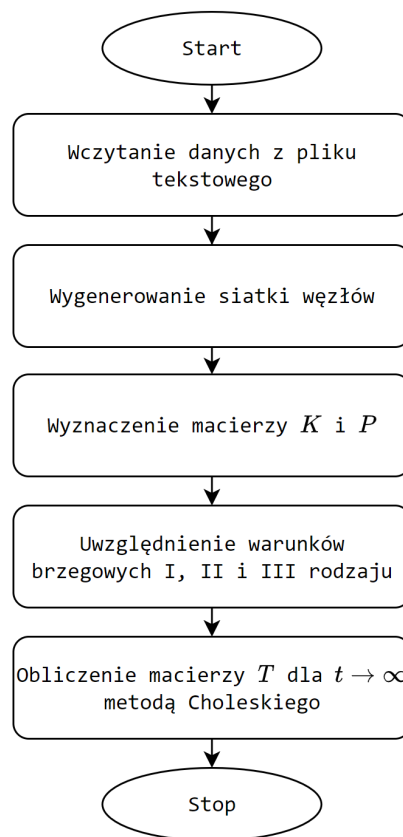 Start
Wczytanie danych z pliku
tekstowego
Wygenerowanie siatki węzłów
Wyznaczenie macierzy K i P
Uwzględnienie warunków
brzegowych I, II i III rodzaju
Obliczenie macierzy T dla t → ∞
metodą Choleskiego
Stop